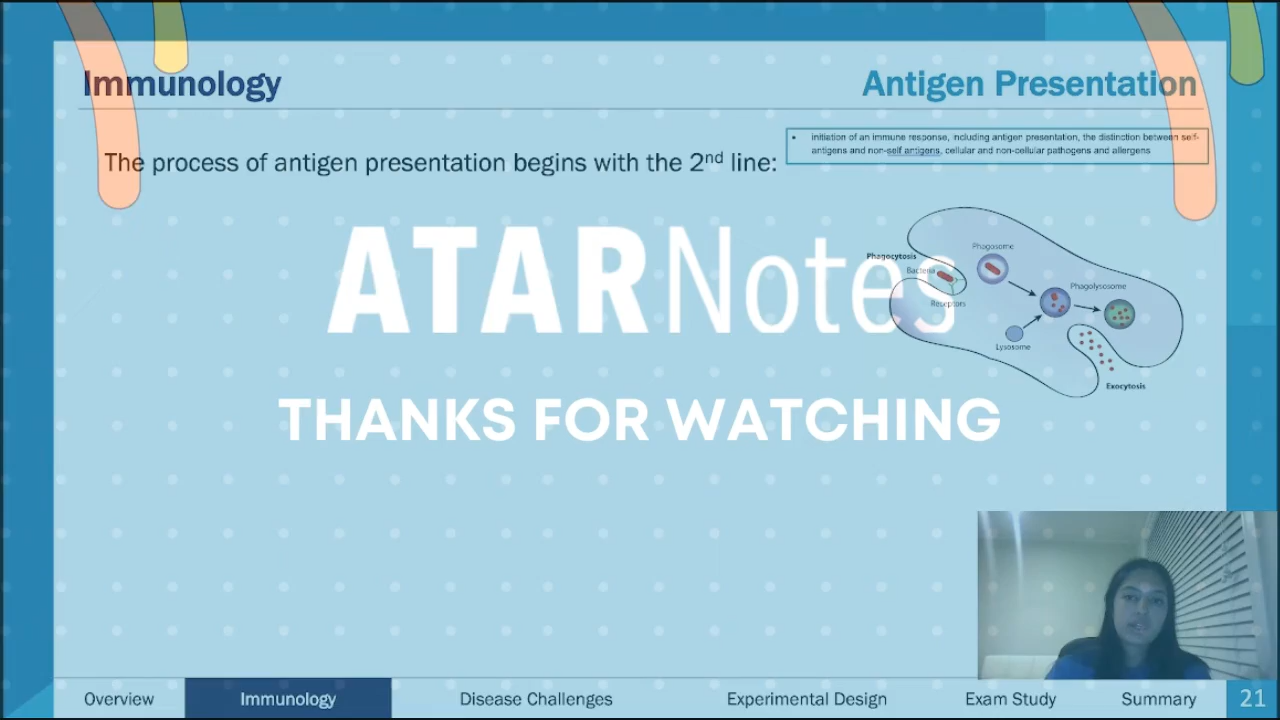 Immunology
Antigen Presentation
The process of antigen presentation begins with the 2nd line:
• initiation of an immune response, including antigen presentation, the distinction between self-
antigens and non-self antigens, cellular and non-cellular pathogens and allergens
ATARNotes
THANKS FOR WATCHING
Phagocytosis
Bacteria
Receptors
Phagosome
Phagolysosome
Lysosome
Exocytosis
Overview
Immunology
Disease Challenges
Experimental Design
Exam Study
Summary
21